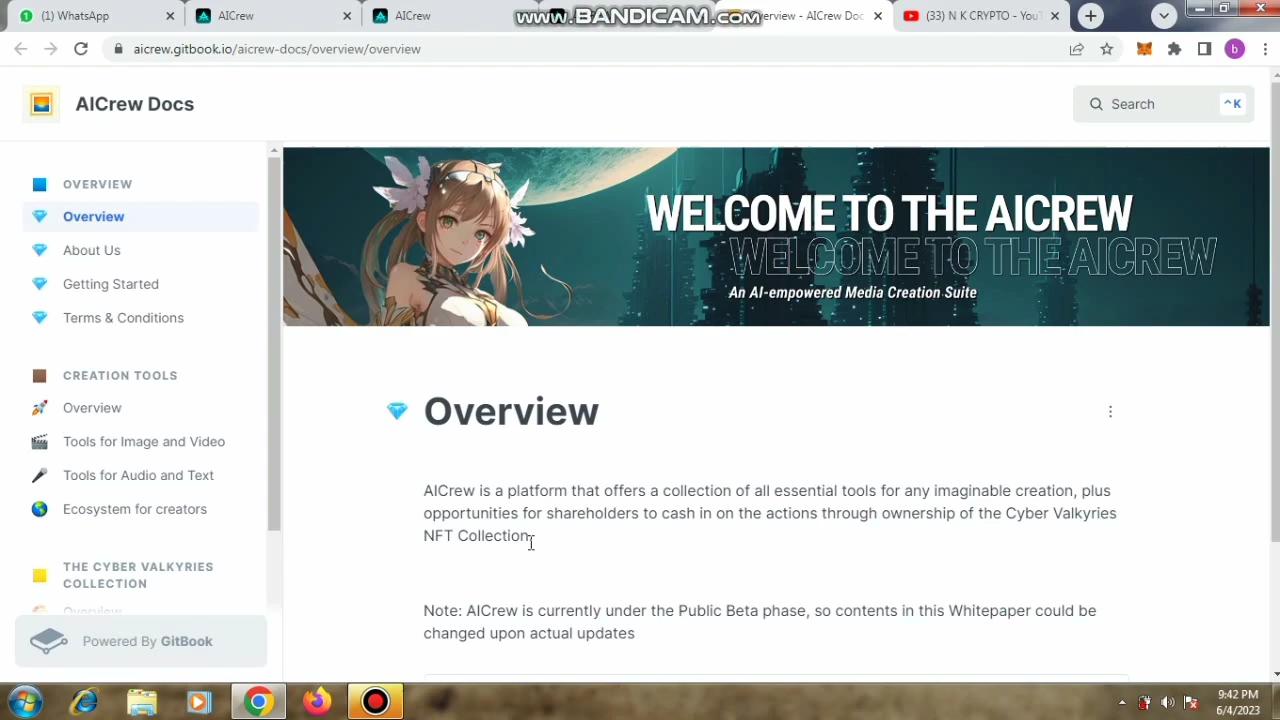 (1) WhatsApp
AICrew
AICrew
www.BANDICAM.com
verview - AICrew Doc
(33) N K CRYPTO - YouT
aicrew.gitbook.io/aicrew-docs/overview/overview
b
AICrew Docs
Search
^K
OVERVIEW
Overview
About Us
Getting Started
Terms & Conditions
CREATION TOOLS
Overview
Tools for Image and Video
Tools for Audio and Text
Ecosystem for creators
THE CYBER VALKYRIES
COLLECTION
Overview
Powered By GitBook
WELCOME TO THE AICREW
WELCOME TO THE AICREW
An AI-empowered Media Creation Suite
Overview
AICrew is a platform that offers a collection of all essential tools for any imaginable creation, plus
opportunities for shareholders to cash in on the actions through ownership of the Cyber Valkyries
NFT Collection.
Note: AICrew is currently under the Public Beta phase, so contents in this Whitepaper could be
changed upon actual updates
9:42 PM
6/4/2023